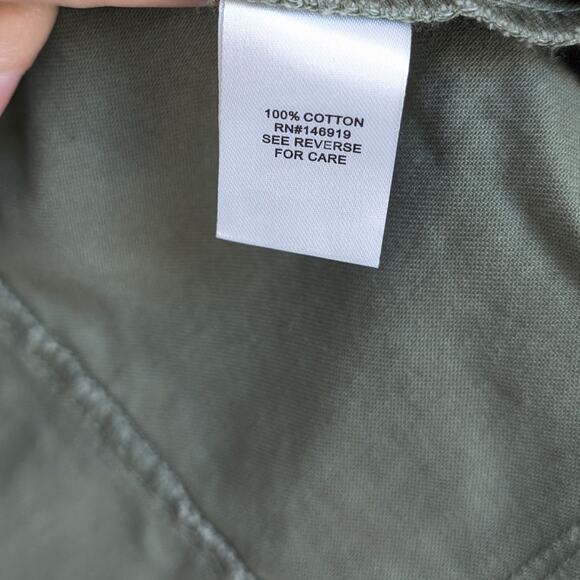 100% COTTON
RN#146919
SEE REVERSE
FOR CARE